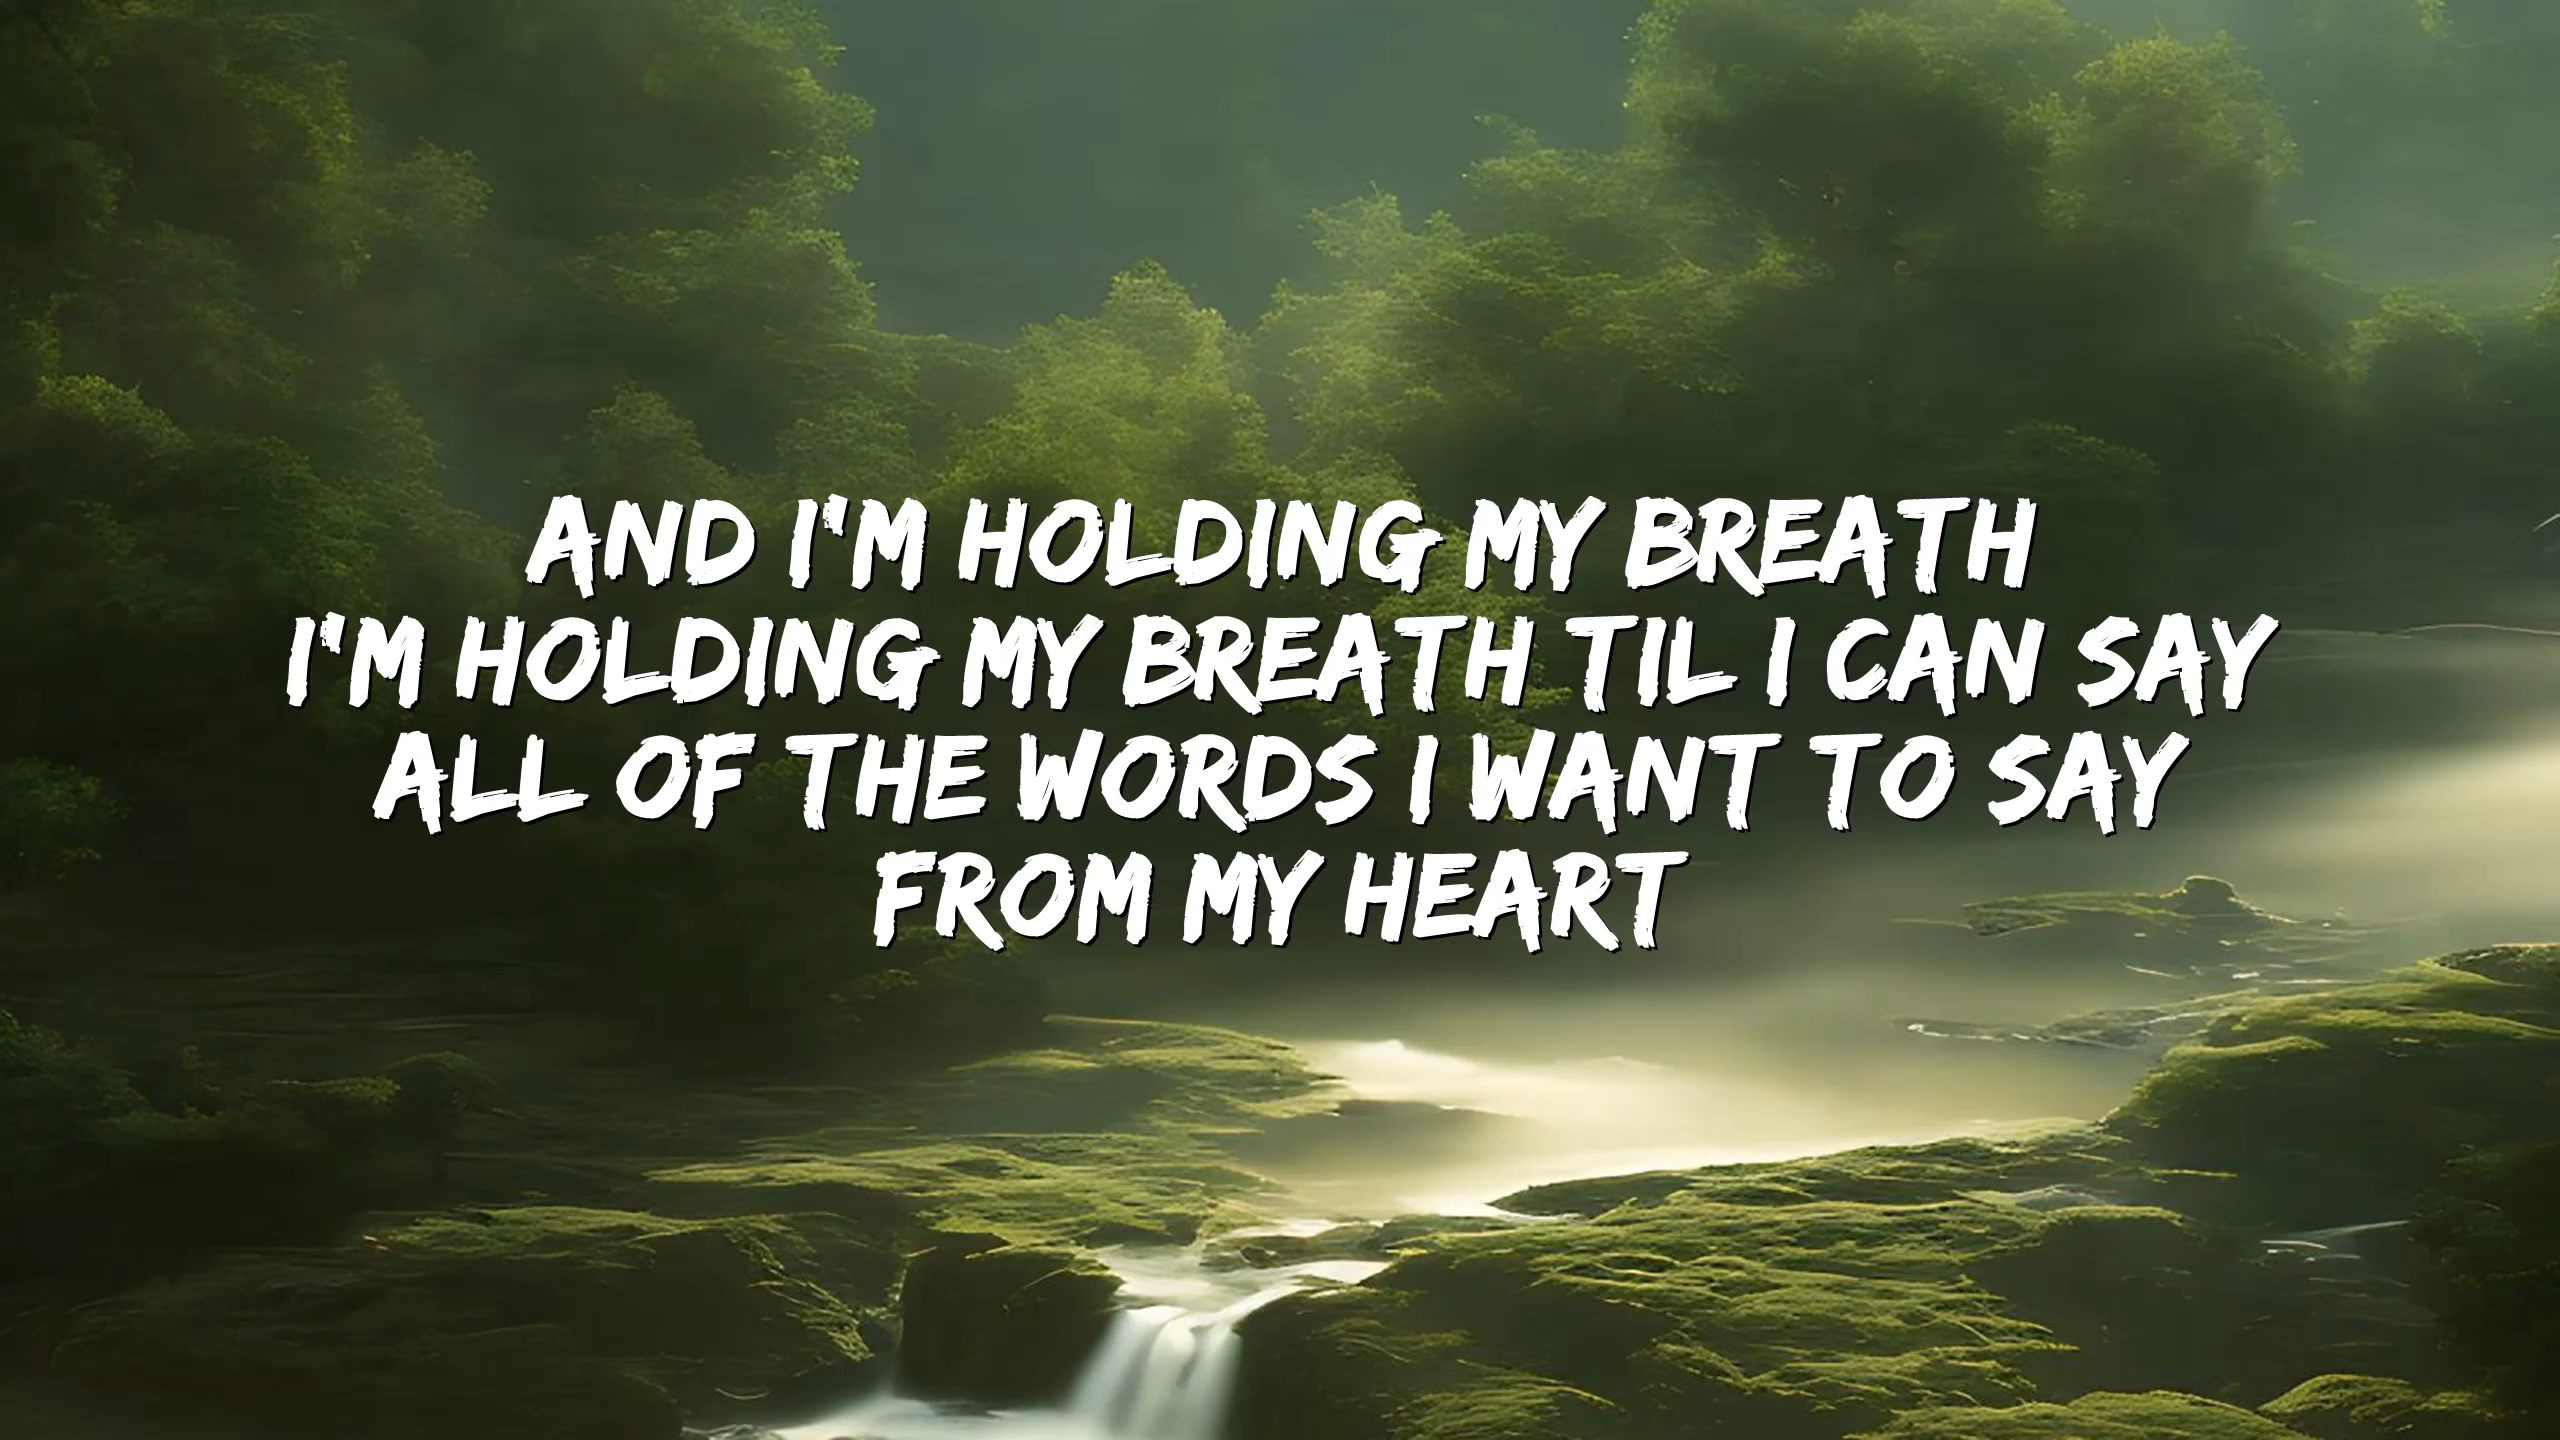 AND I'M HOLDING MY BREATH
I'M HOLDING MY BREATH TIL I CAN SAY
ALL OF THE WORDS I WANT TO SAY
FROM MY HEART